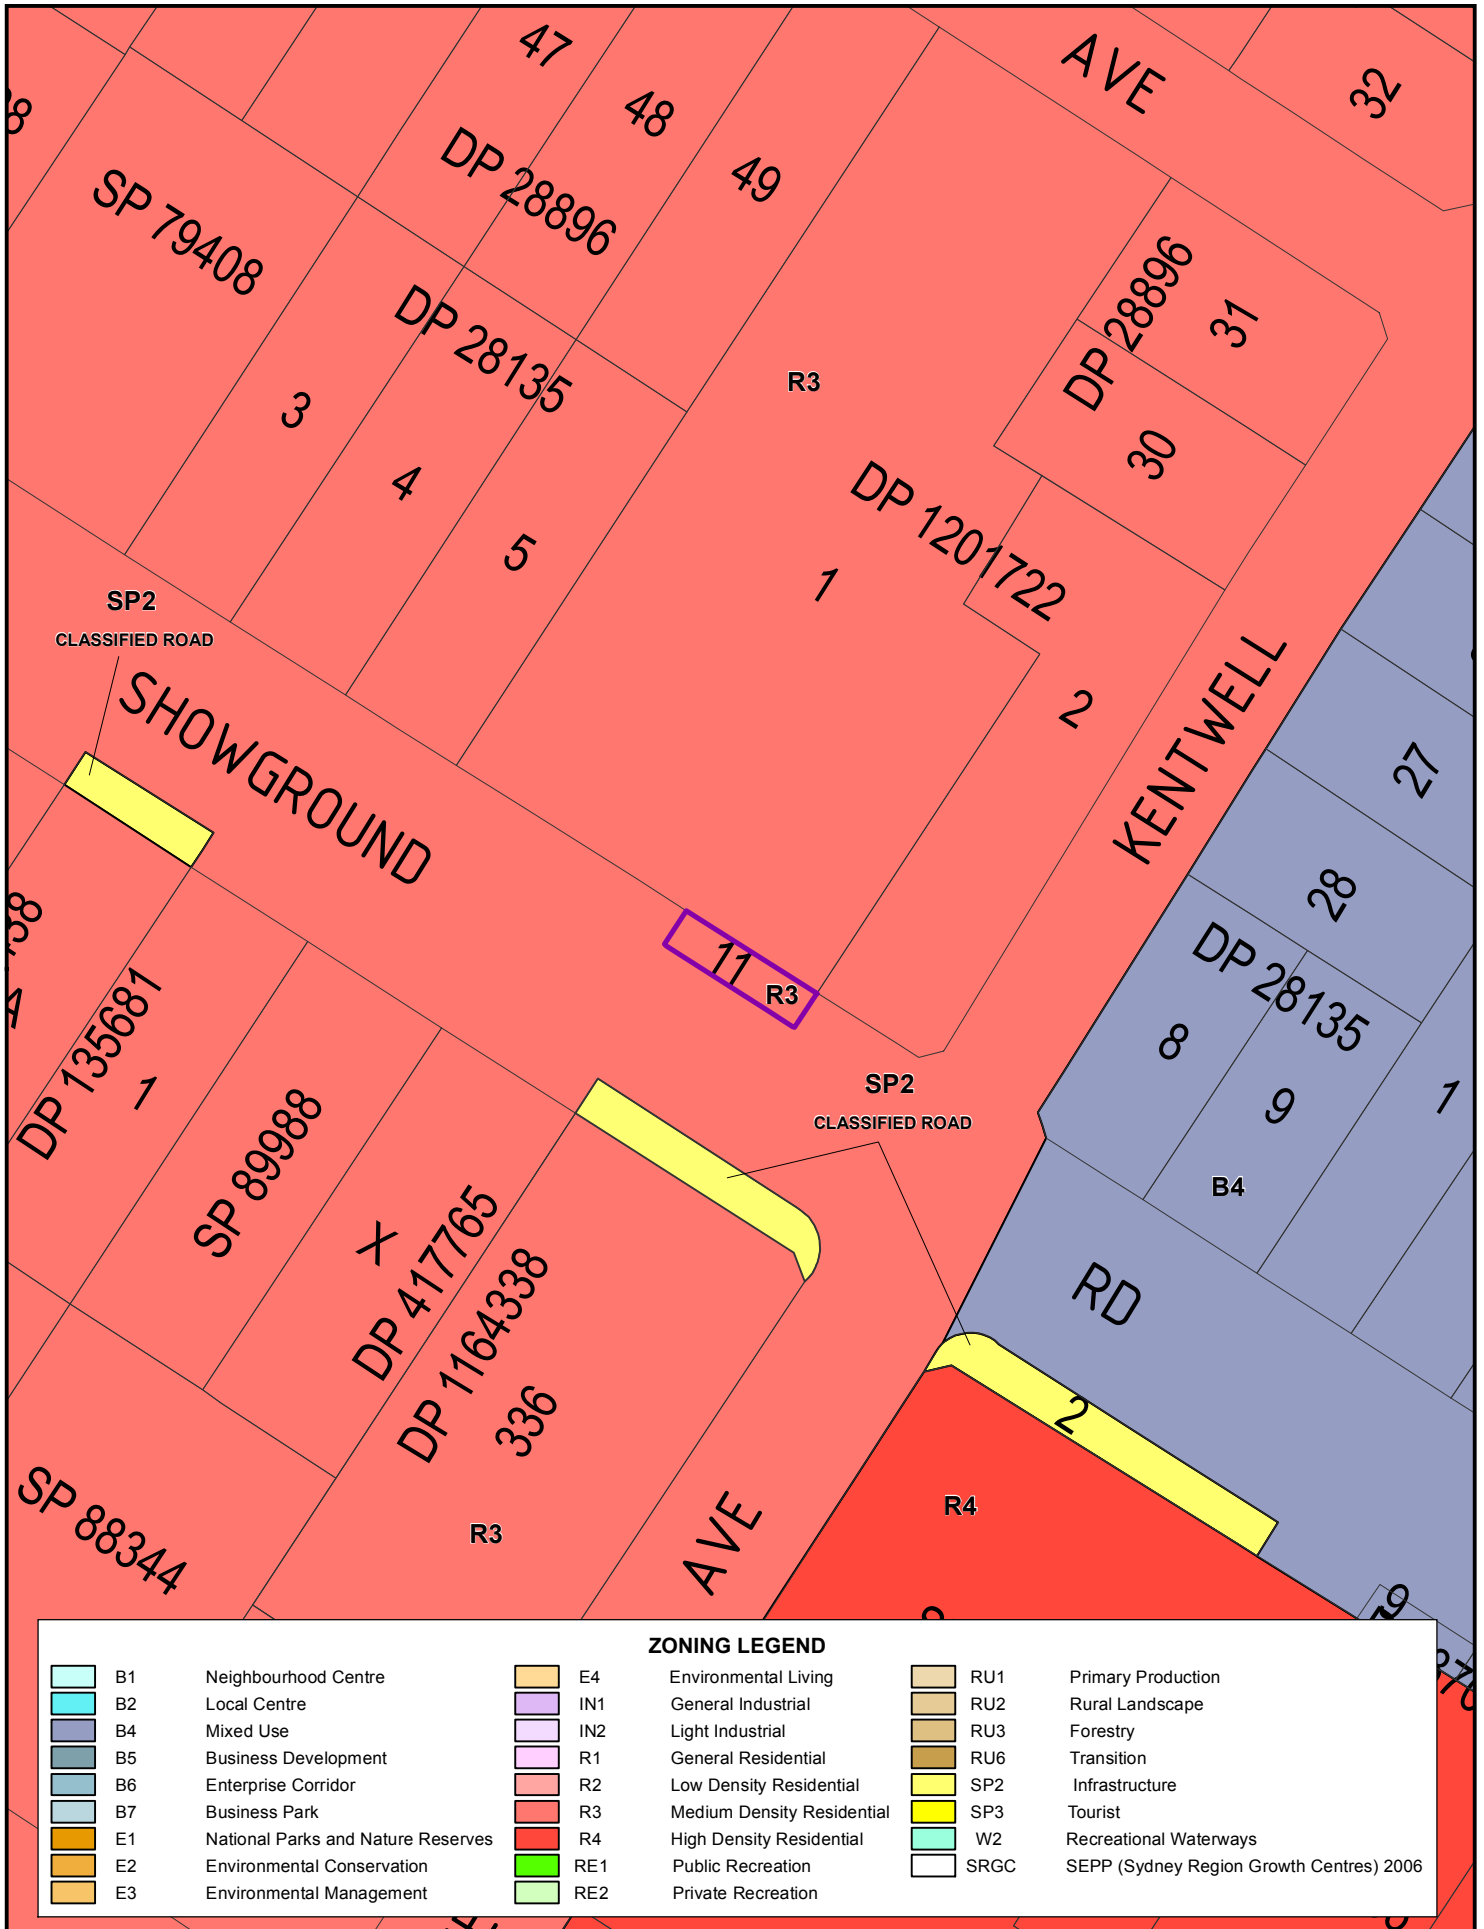 47
AVE
32
48
DP 28896
49
SP 79408
DP 28896
31
DP 28135
R3
3
30
4
DP 1201722
5
1
SP2
CLASSIFIED ROAD
2
SHOWGROUND
KENTWELL
27
28
11
R3
DP 28135
DP 135681
1
8
SP2
CLASSIFIED ROAD
9
1
SP 89988
B4
X
DP 417765
RD
DP 1164338
336
2
R4
SP 88344
R3
AVE
9
ZONING LEGEND
B1 Neighbourhood Centre
B2 Local Centre
B4 Mixed Use
B5 Business Development
B6 Enterprise Corridor
B7 Business Park
E1 National Parks and Nature Reserves
E2 Environmental Conservation
E3 Environmental Management
E4 Environmental Living
IN1 General Industrial
IN2 Light Industrial
R1 General Residential
R2 Low Density Residential
R3 Medium Density Residential
R4 High Density Residential
RE1 Public Recreation
RE2 Private Recreation
RU1 Primary Production
RU2 Rural Landscape
RU3 Forestry
RU6 Transition
SP2 Infrastructure
SP3 Tourist
W2 Recreational Waterways
SRGC SEPP (Sydney Region Growth Centres) 2006